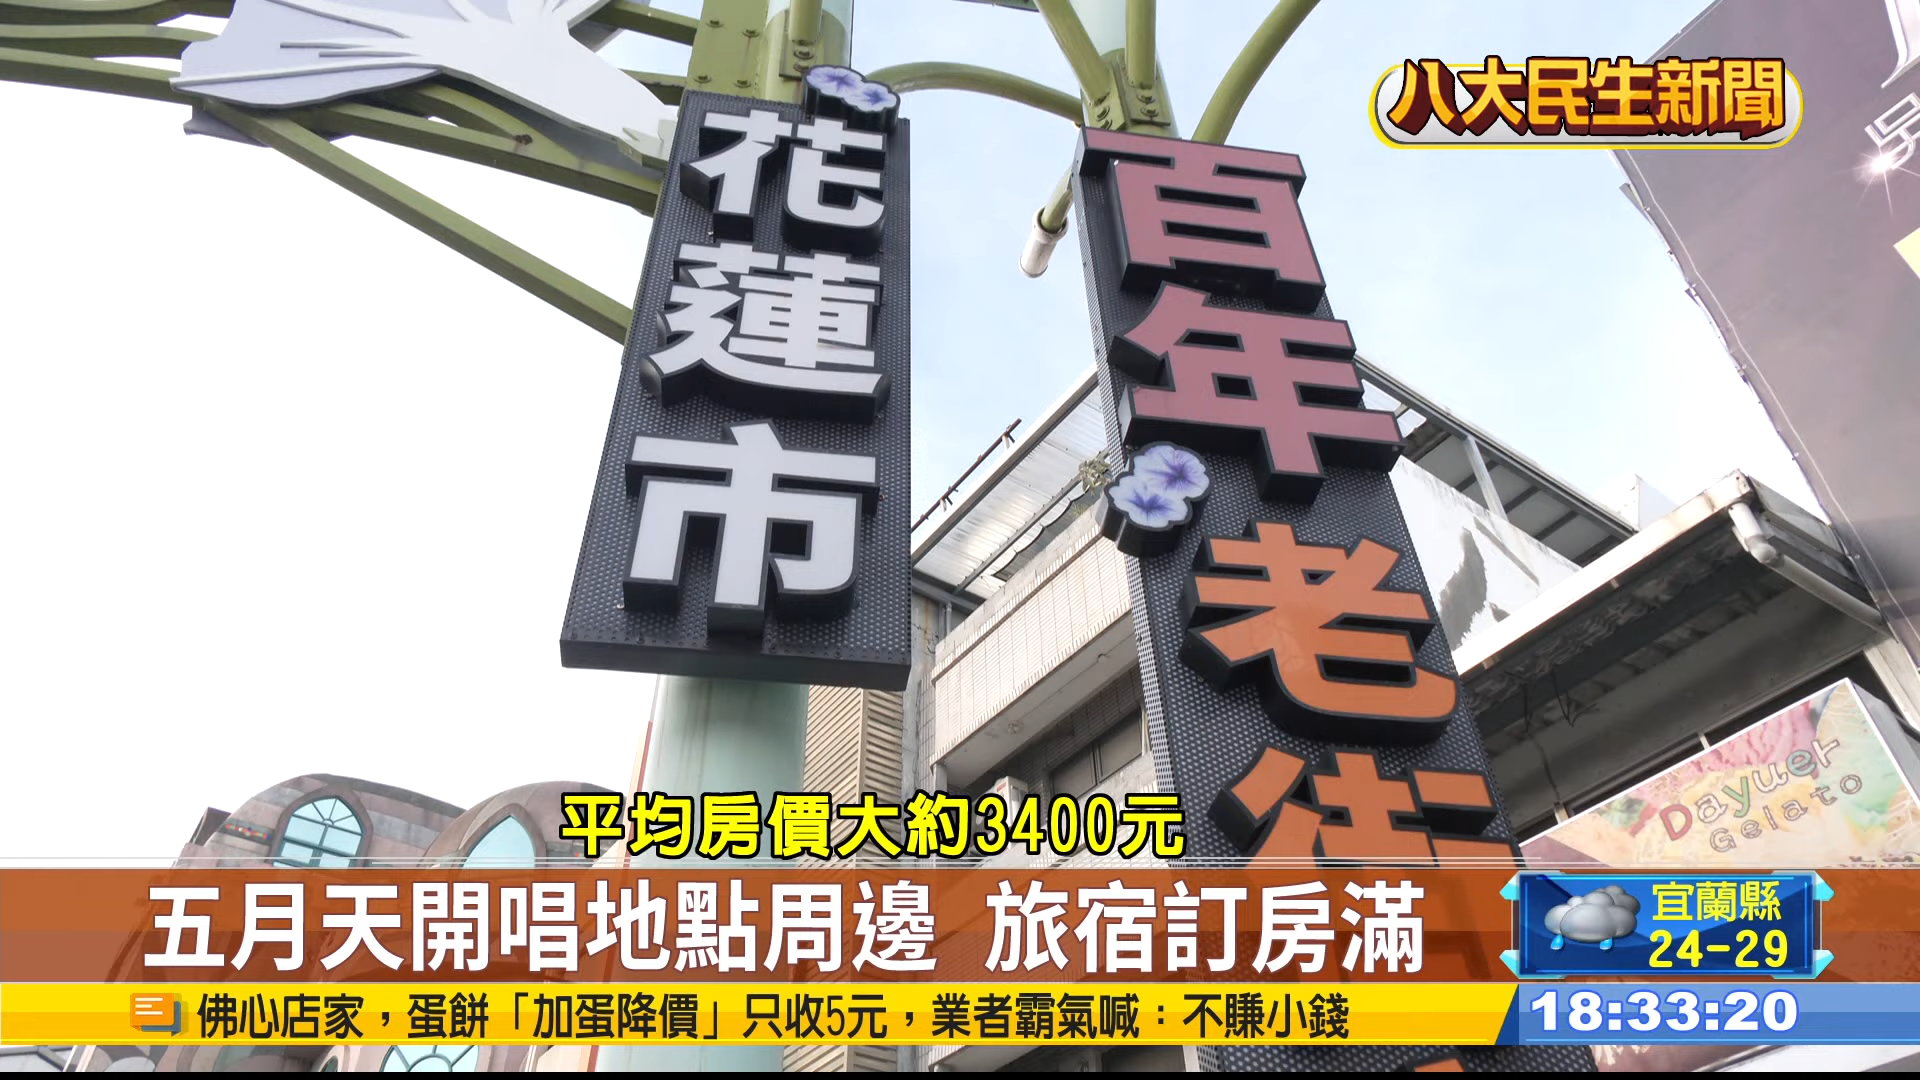 八大民生新聞
花蓮市
百年老街
Dayuer
Gelato
平均房價大約3400元
五月天開唱地點周邊 旅宿訂房滿
宜蘭縣
24-29
佛心店家，蛋餅「加蛋降價」只收5元，業者霸氣喊：不賺小錢
18:33:20